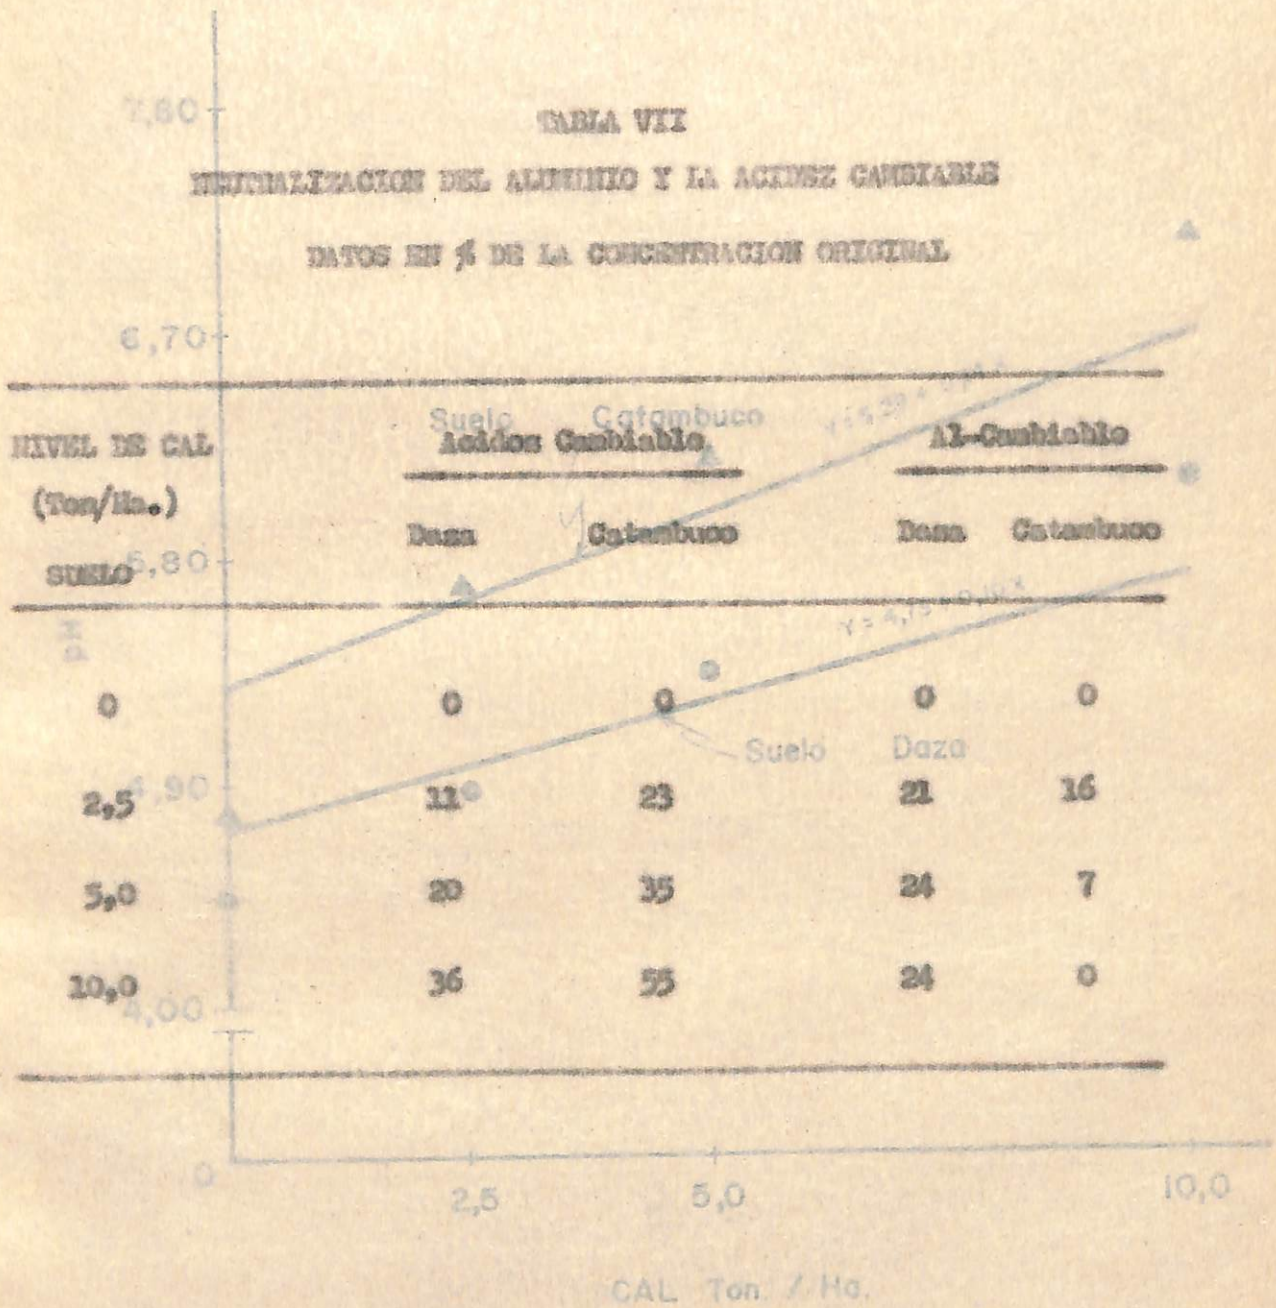 TABLA VII
NEUTRALIZACION DEL ALUMINIO Y LA ACIDEZ CAMBIABLE
DATOS EN % DE LA CONCENTRACION ORIGINAL
NIVEL DE CAL (Ton/Ha.) SUELO
Acidos Cambiable
Al-Cambiable
Daza Catambuco Daza Catambuco
0 0 0 0 0
2,5 11 23 21 16
5,0 20 35 24 7
10,0 36 55 24 0
7,80
6,70
5,80
4,90
4,00
pH
Suelo Catambuco
Suelo Daza
0 2,5 5,0 10,0
CAL Ton / Ha.